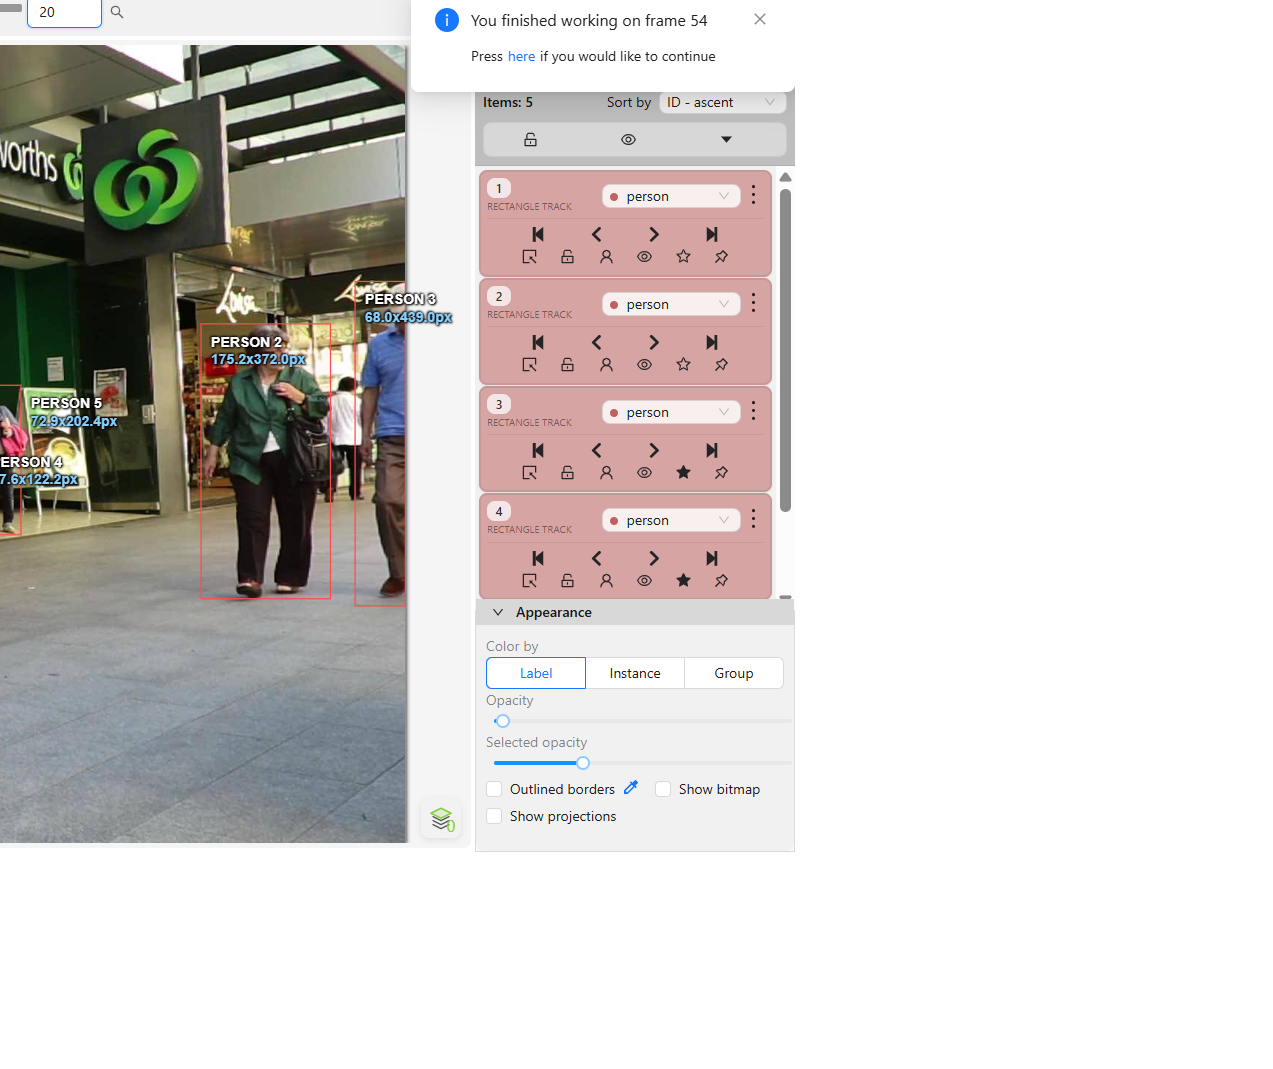 20
You finished working on frame 54
Press here if you would like to continue
Items: 5
Sort by
ID - ascent
1
person
RECTANGLE TRACK
2
person
RECTANGLE TRACK
3
person
RECTANGLE TRACK
4
person
RECTANGLE TRACK
orths
PERSON 3
68.0x439.0px
PERSON 2
175.2x372.0px
PERSON 5
72.9x202.4px
ERSON 4
7.6x122.2px
Appearance
Color by
Label
Instance
Group
Opacity
Selected opacity
Outlined borders
Show bitmap
Show projections